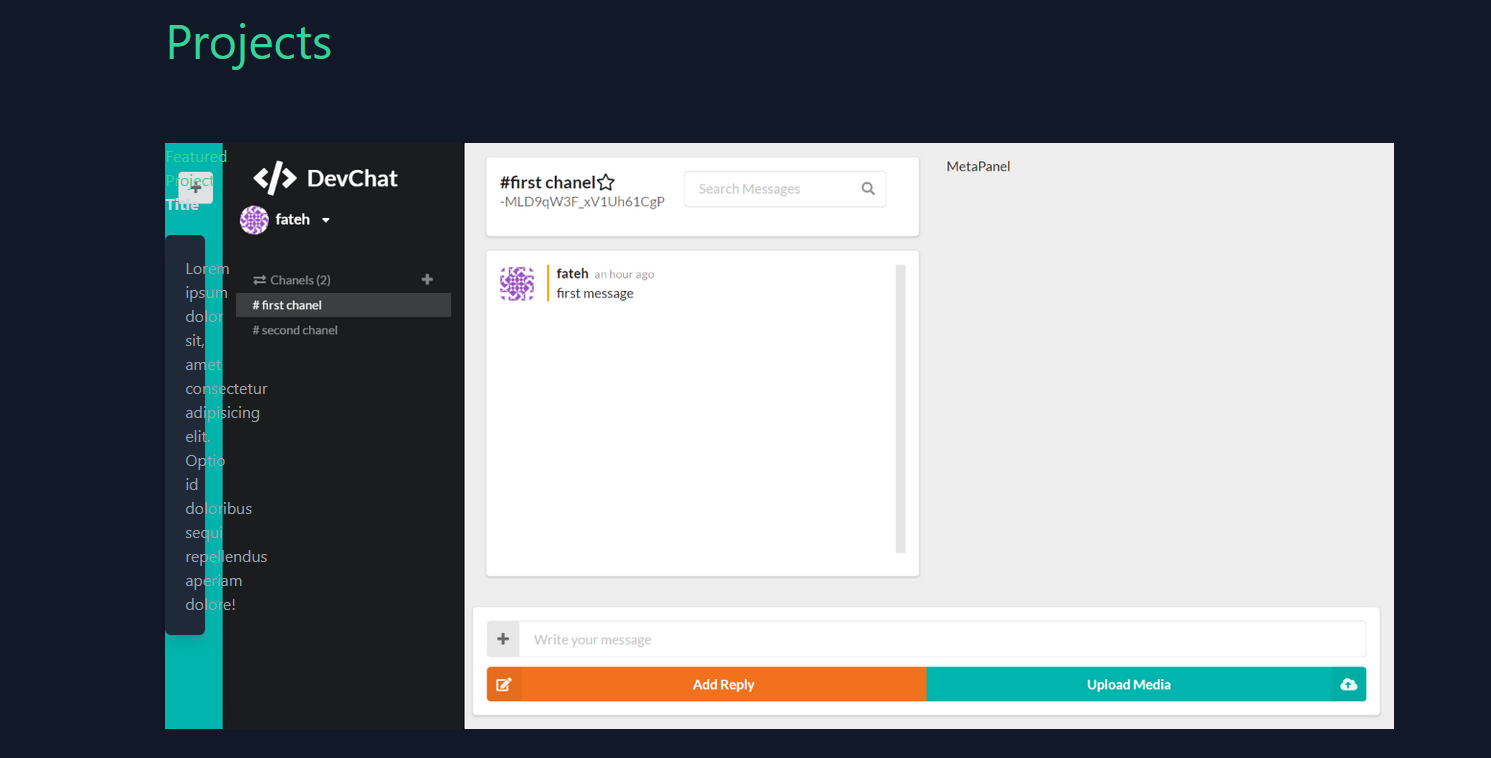 Projects
Featured
Project
Title
Lorem
ipsum
dolor
sit,
amet
consectetur
adipisicing
elit.
Optio
id
doloribus
sequi
repellendus
aperiam
dolore!
DevChat
fateh
Chanels (2)
# first chanel
# second chanel
#first chanel
-MLD9qW3F_xV1Uh61CgP
Search Messages
MetaPanel
fateh an hour ago
first message
Write your message
Add Reply
Upload Media